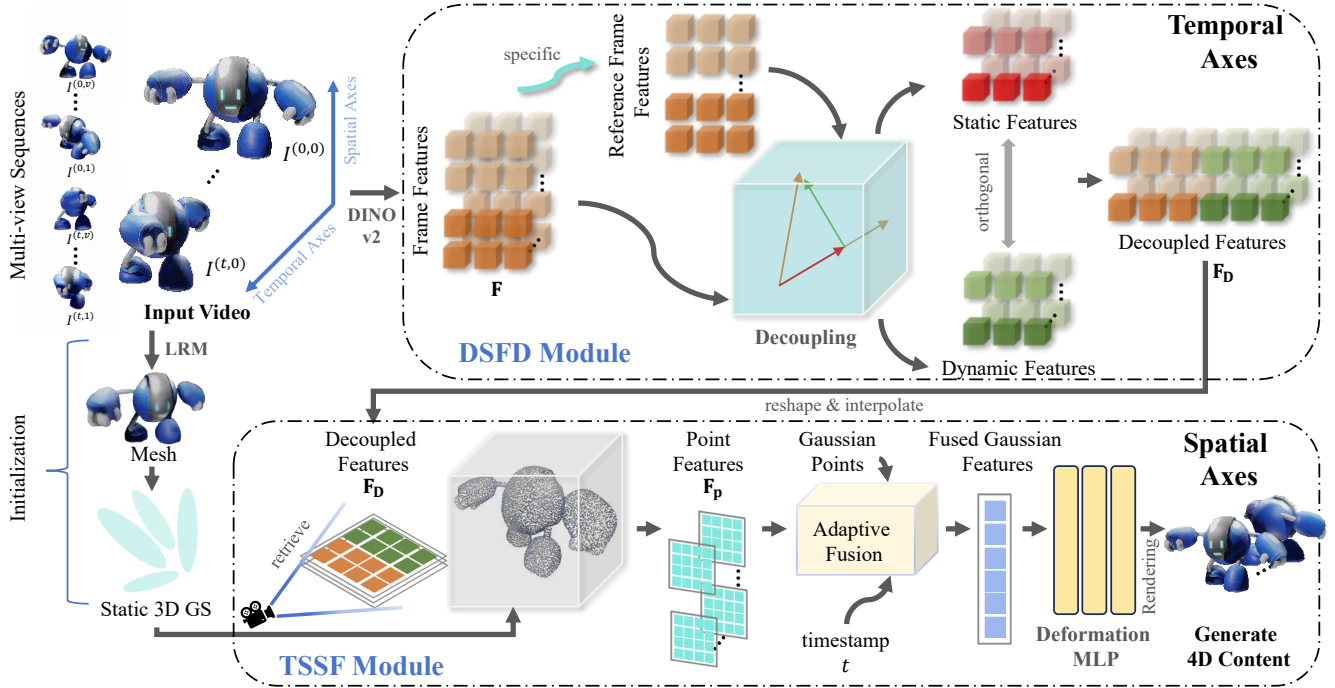 Multi-view Sequences
I^(0,v)
I^(0,1)
I^(t,v)
I^(t,1)
I^(0,0)
I^(t,0)
Spatial Axes
Temporal Axes
Input Video
DINO
v2
LRM
Initialization
Mesh
Static 3D GS
Temporal
Axes
specific
Frame Features
F
Reference Frame
Features
Decoupling
Static Features
orthogonal
Dynamic Features
Decoupled Features
F_D
DSFD Module
reshape & interpolate
Spatial
Axes
Decoupled
Features
F_D
retrieve
Point
Features
F_p
Gaussian
Points
Adaptive
Fusion
timestamp
t
Fused Gaussian
Features
Deformation
MLP
Rendering
Generate
4D Content
TSSF Module